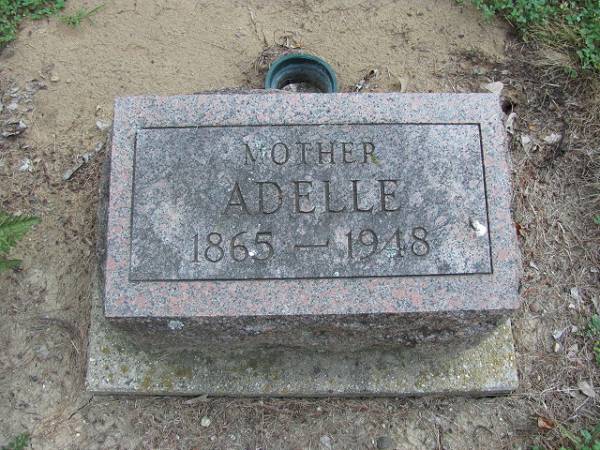 MOTHER
ADELLE
1865 — 1948